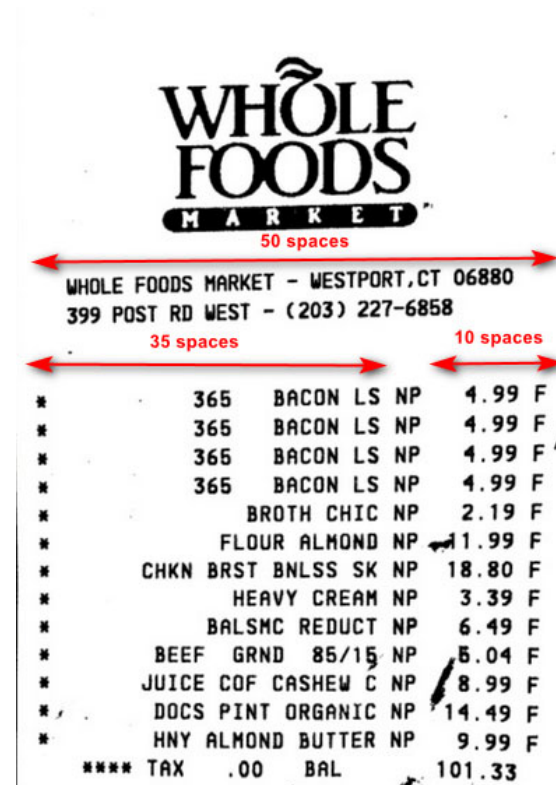 WHOLE
FOODS
MARKET
50 spaces
WHOLE FOODS MARKET - WESTPORT,CT 06880
399 POST RD WEST - (203) 227-6858
35 spaces 10 spaces
* 365 BACON LS NP 4.99 F
* 365 BACON LS NP 4.99 F
* 365 BACON LS NP 4.99 F
* 365 BACON LS NP 4.99 F
* BROTH CHIC NP 2.19 F
* FLOUR ALMOND NP 11.99 F
* CHKN BRST BNLSS SK NP 18.80 F
* HEAVY CREAM NP 3.39 F
* BALSMC REDUCT NP 6.49 F
* BEEF GRND 85/15 NP 5.04 F
* JUICE COF CASHEW C NP 8.99 F
* DOCS PINT ORGANIC NP 14.49 F
* HNY ALMOND BUTTER NP 9.99 F
**** TAX .00 BAL 101.33